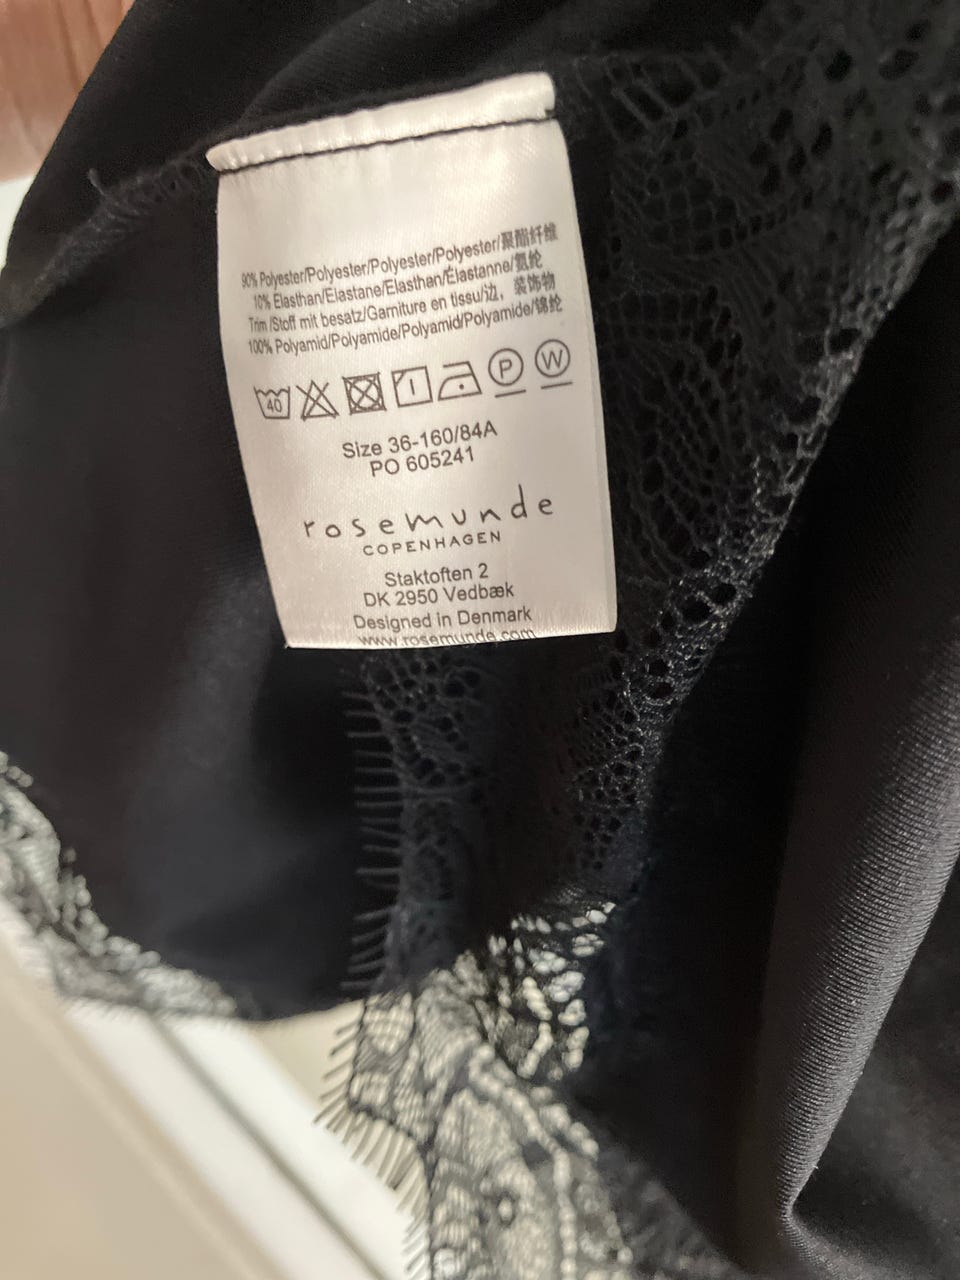 90% Polyester/Polyester/Polyester/Polyester/聚酯纤维
10% Elasthan/Elastane/Elasthan/Élastanne/氨纶
Trim /Stoff mit besatz/Garniture en tissu/边，装饰物
100% Polyamid/Polyamide/Polyamid/Polyamide/锦纶
40 P W
Size 36-160/84A
PO 605241
rosemunde
COPENHAGEN
Staktoften 2
DK 2950 Vedbæk
Designed in Denmark
www.rosemunde.com